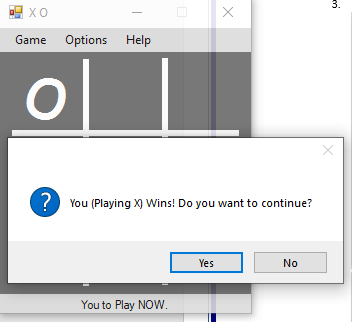 3.
X O
Game Options Help
O
You (Playing X) Wins! Do you want to continue?
Yes No
You to Play NOW.